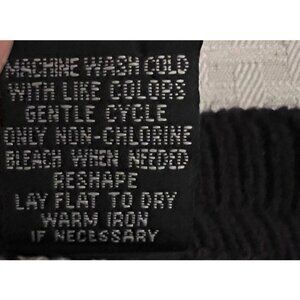 MACHINE WASH COLD
WITH LIKE COLORS
GENTLE CYCLE
ONLY NON-CHLORINE
BLEACH WHEN NEEDED
RESHAPE
LAY FLAT TO DRY
WARM IRON
IF NECESSARY